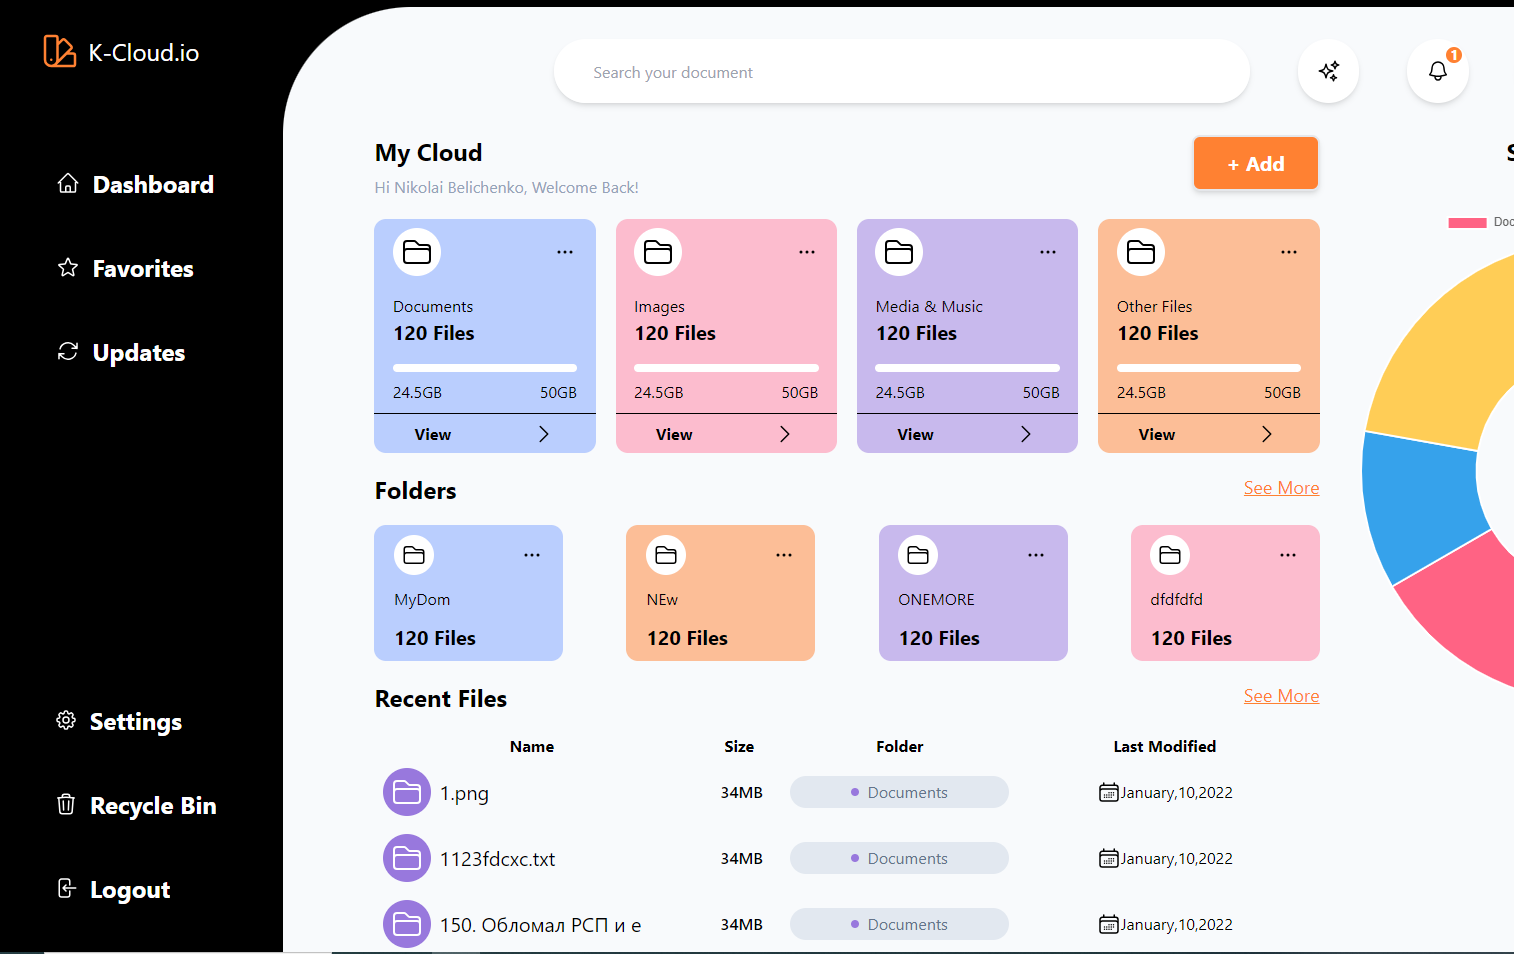 K-Cloud.io
Dashboard
Favorites
Updates
Settings
Recycle Bin
Logout
Search your document
1
My Cloud
Hi Nikolai Belichenko, Welcome Back!
+ Add
Documents
120 Files
24.5GB 50GB
View
Images
120 Files
24.5GB 50GB
View
Media & Music
120 Files
24.5GB 50GB
View
Other Files
120 Files
24.5GB 50GB
View
Folders
See More
MyDom
120 Files
NEw
120 Files
ONEMORE
120 Files
dfdfdfd
120 Files
Recent Files
See More
Name Size Folder Last Modified
1.png 34MB Documents January,10,2022
1123fdcxc.txt 34MB Documents January,10,2022
150. Обломал РСП и е 34MB Documents January,10,2022